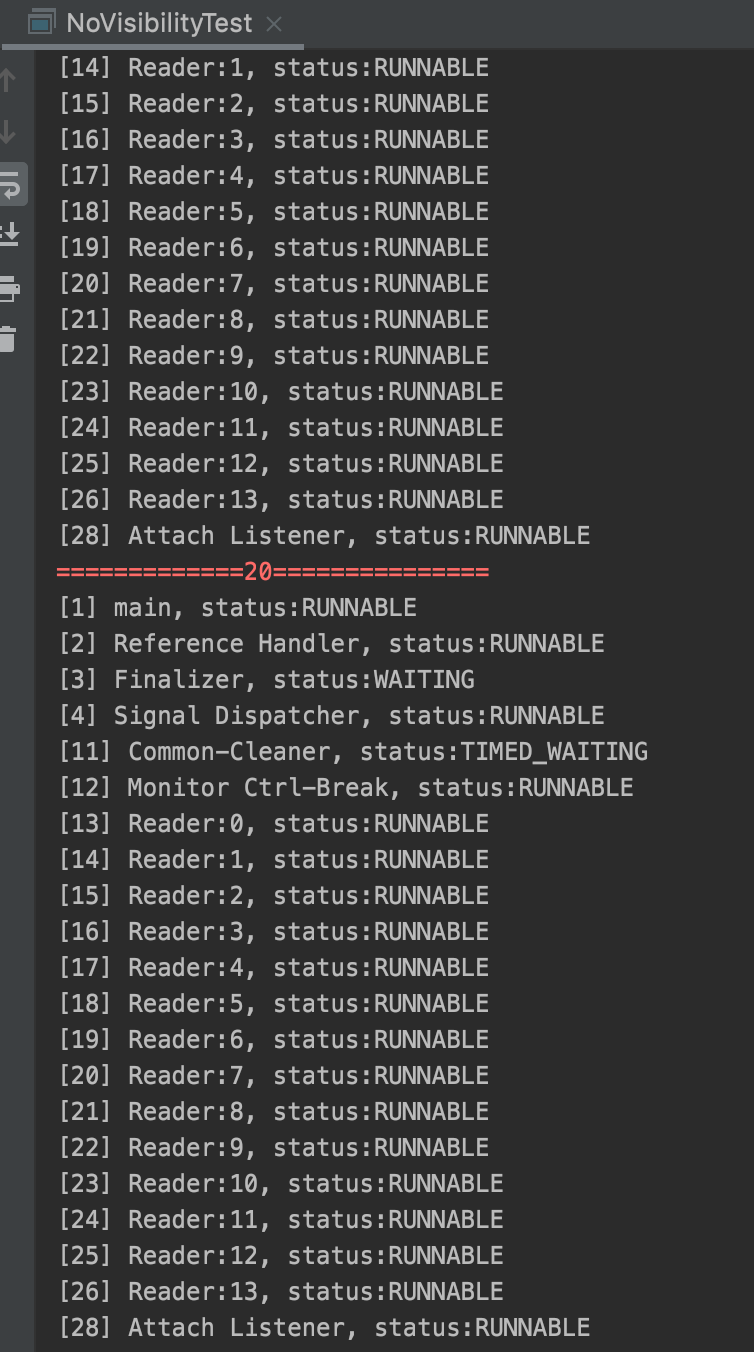 NoVisibilityTest
[14] Reader:1, status:RUNNABLE
[15] Reader:2, status:RUNNABLE
[16] Reader:3, status:RUNNABLE
[17] Reader:4, status:RUNNABLE
[18] Reader:5, status:RUNNABLE
[19] Reader:6, status:RUNNABLE
[20] Reader:7, status:RUNNABLE
[21] Reader:8, status:RUNNABLE
[22] Reader:9, status:RUNNABLE
[23] Reader:10, status:RUNNABLE
[24] Reader:11, status:RUNNABLE
[25] Reader:12, status:RUNNABLE
[26] Reader:13, status:RUNNABLE
[28] Attach Listener, status:RUNNABLE
=============20===============
[1] main, status:RUNNABLE
[2] Reference Handler, status:RUNNABLE
[3] Finalizer, status:WAITING
[4] Signal Dispatcher, status:RUNNABLE
[11] Common-Cleaner, status:TIMED_WAITING
[12] Monitor Ctrl-Break, status:RUNNABLE
[13] Reader:0, status:RUNNABLE
[14] Reader:1, status:RUNNABLE
[15] Reader:2, status:RUNNABLE
[16] Reader:3, status:RUNNABLE
[17] Reader:4, status:RUNNABLE
[18] Reader:5, status:RUNNABLE
[19] Reader:6, status:RUNNABLE
[20] Reader:7, status:RUNNABLE
[21] Reader:8, status:RUNNABLE
[22] Reader:9, status:RUNNABLE
[23] Reader:10, status:RUNNABLE
[24] Reader:11, status:RUNNABLE
[25] Reader:12, status:RUNNABLE
[26] Reader:13, status:RUNNABLE
[28] Attach Listener, status:RUNNABLE